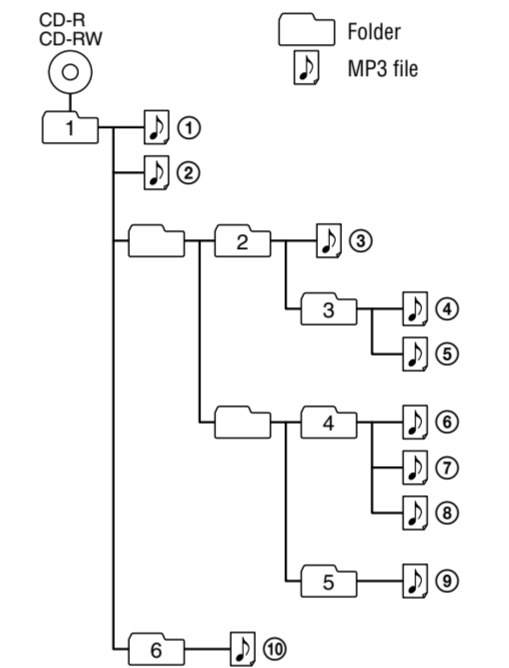 CD-R
CD-RW
Folder
MP3 file
1 ①
②
2 ③
3 ④
⑤
4 ⑥
⑦
⑧
5 ⑨
6 ⑩